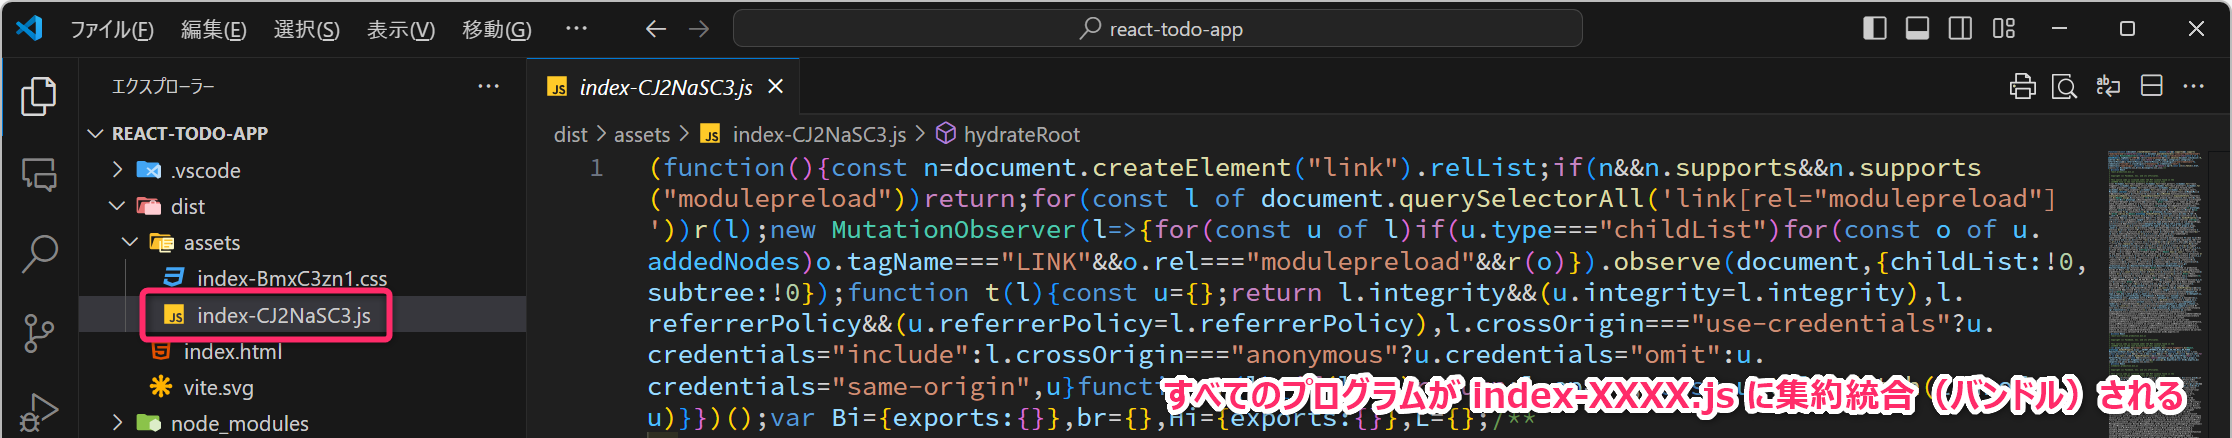 ファイル(F) 編集(E) 選択(S) 表示(V) 移動(G) ··· react-todo-app
エクスプローラー ···
REACT-TODO-APP
.vscode
dist
assets
index-BmxC3zn1.css
index-CJ2NaSC3.js
index.html
vite.svg
node_modules
index-CJ2NaSC3.js
dist > assets > JS index-CJ2NaSC3.js > hydrateRoot
1
(function(){const n=document.createElement("link").relList;if(n&&n.supports&&n.supports
("modulepreload"))return;for(const l of document.querySelectorAll('link[rel="modulepreload"]
'))r(l);new MutationObserver(l=>{for(const u of l)if(u.type==="childList")for(const o of u.
addedNodes)o.tagName==="LINK"&&o.rel==="modulepreload"&&r(o)}).observe(document,{childList:!0,
subtree:!0});function t(l){const u={};return l.integrity&&(u.integrity=l.integrity),l.
referrerPolicy&&(u.referrerPolicy=l.referrerPolicy),l.crossOrigin==="use-credentials"?u.
credentials="include":l.crossOrigin==="anonymous"?u.credentials="omit":u.
credentials="same-origin",u}function
u)}})();var Bi={exports:{}},br={},Hi={exports:{}},L={};/**
すべてのプログラムが index-XXXX.js に集約統合（バンドル）される